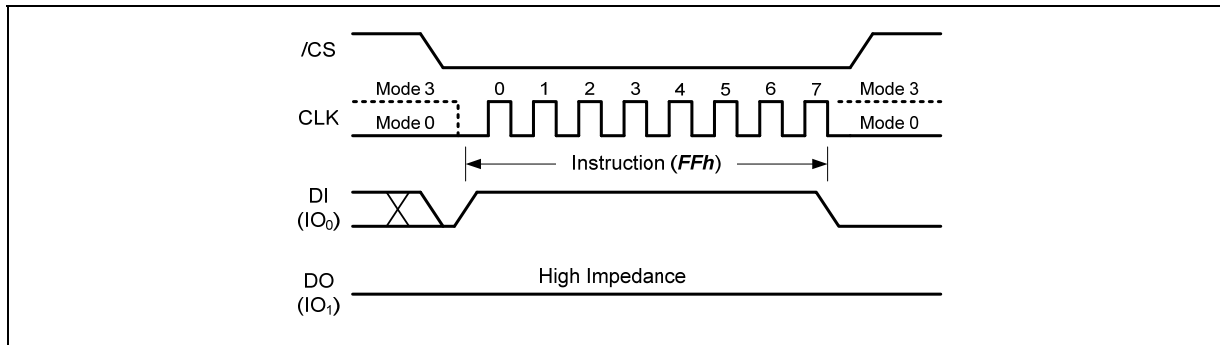 /CS
Mode 3 0 1 2 3 4 5 6 7 Mode 3
CLK Mode 0 Mode 0
Instruction (FFh)
DI
(IO₀)
High Impedance
DO
(IO₁)